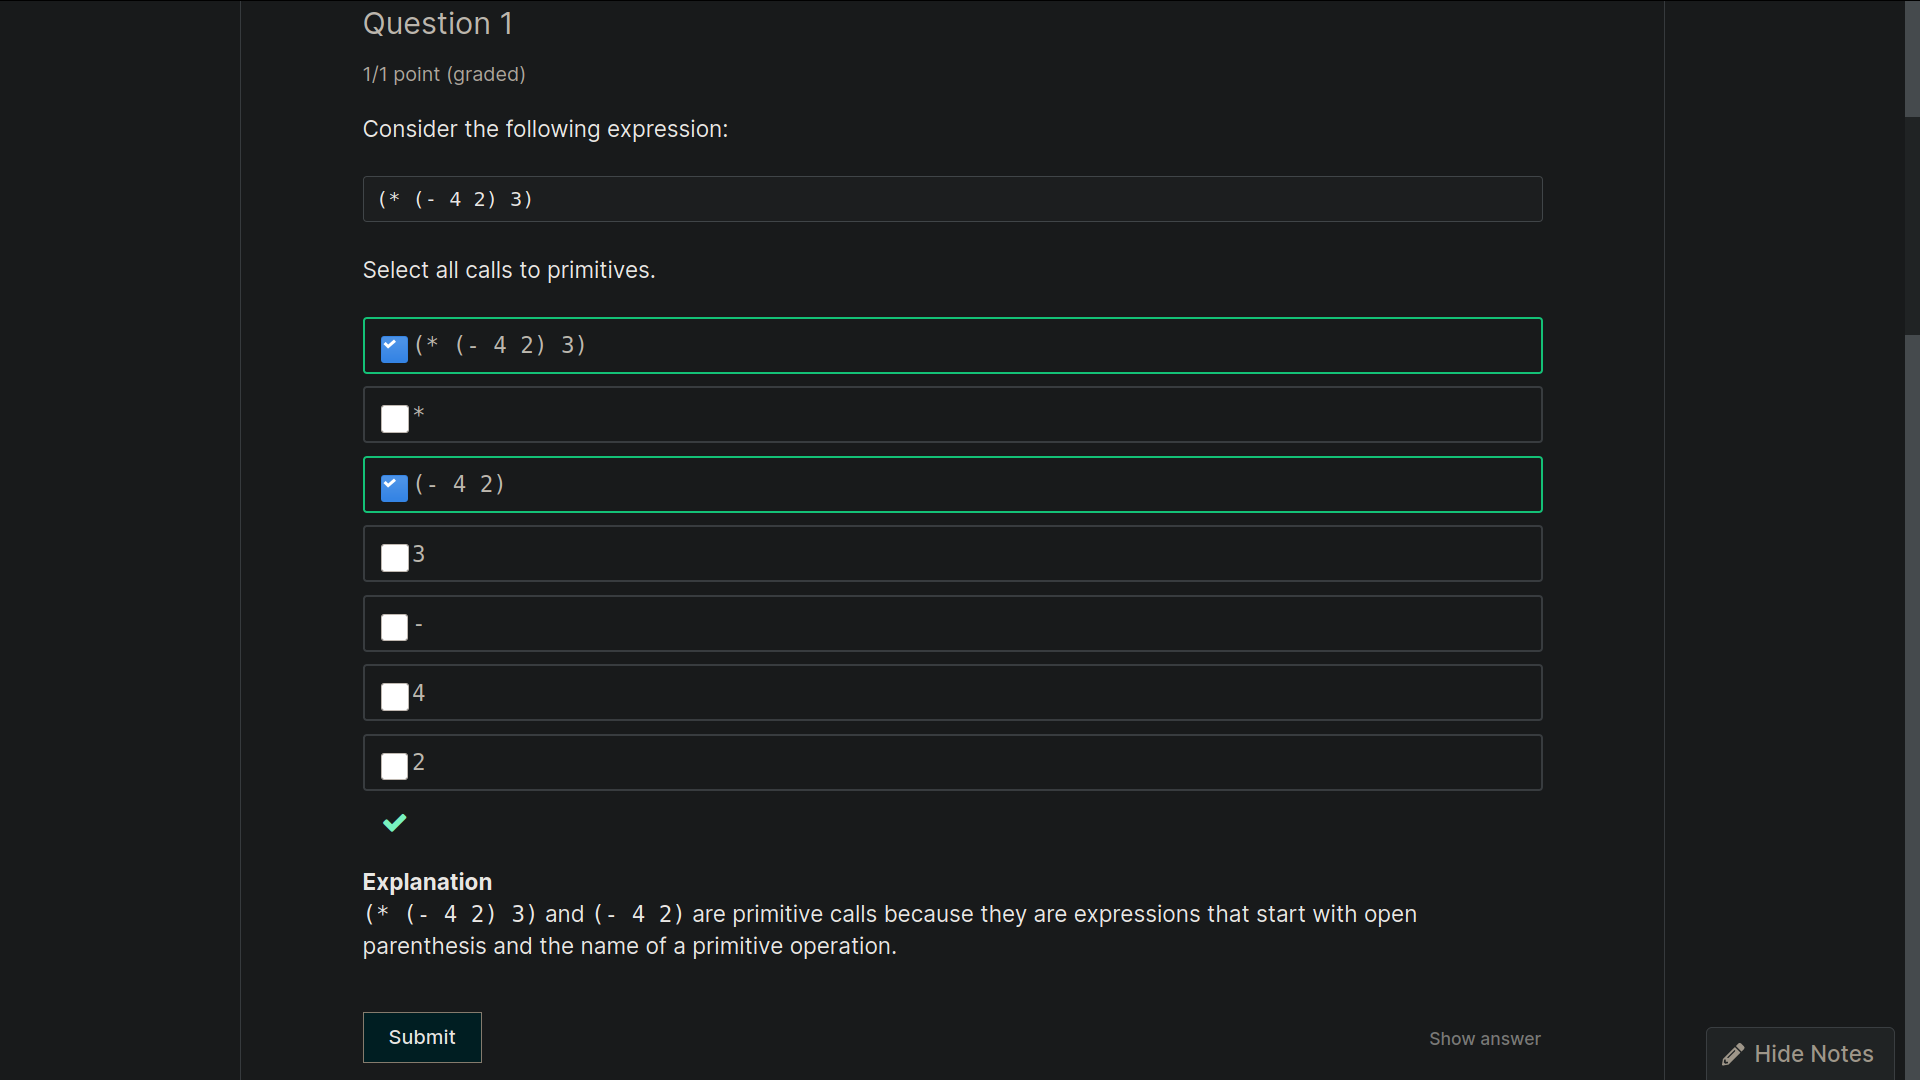 Question 1
1/1 point (graded)
Consider the following expression:
(* (- 4 2) 3)
Select all calls to primitives.
(* (- 4 2) 3)
*
(- 4 2)
3
-
4
2
Explanation
(* (- 4 2) 3) and (- 4 2) are primitive calls because they are expressions that start with open
parenthesis and the name of a primitive operation.
Submit
Show answer
Hide Notes